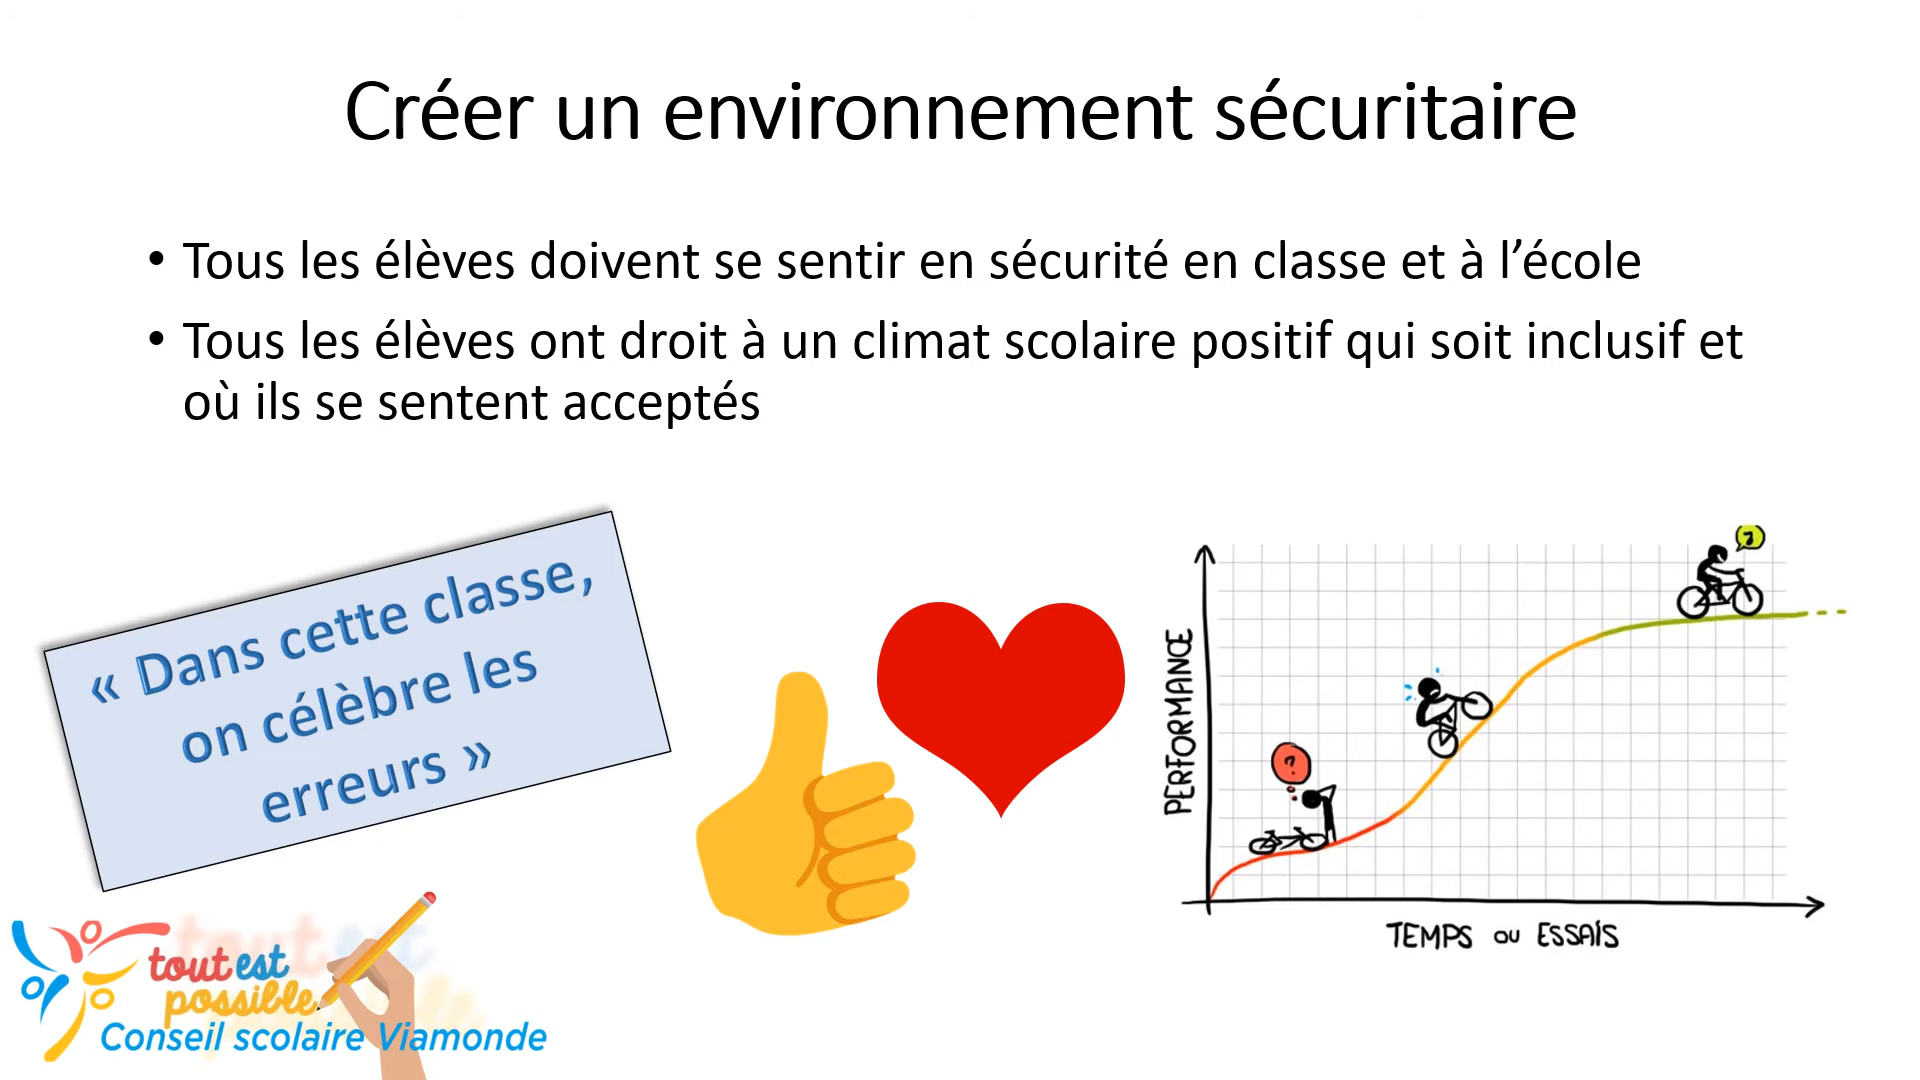 Créer un environnement sécuritaire
• Tous les élèves doivent se sentir en sécurité en classe et à l’école
• Tous les élèves ont droit à un climat scolaire positif qui soit inclusif et
où ils se sentent acceptés
« Dans cette classe,
on célèbre les
erreurs »
PERFORMANCE
?
TEMPS OU ESSAIS
tout est
possible
Conseil scolaire Viamonde